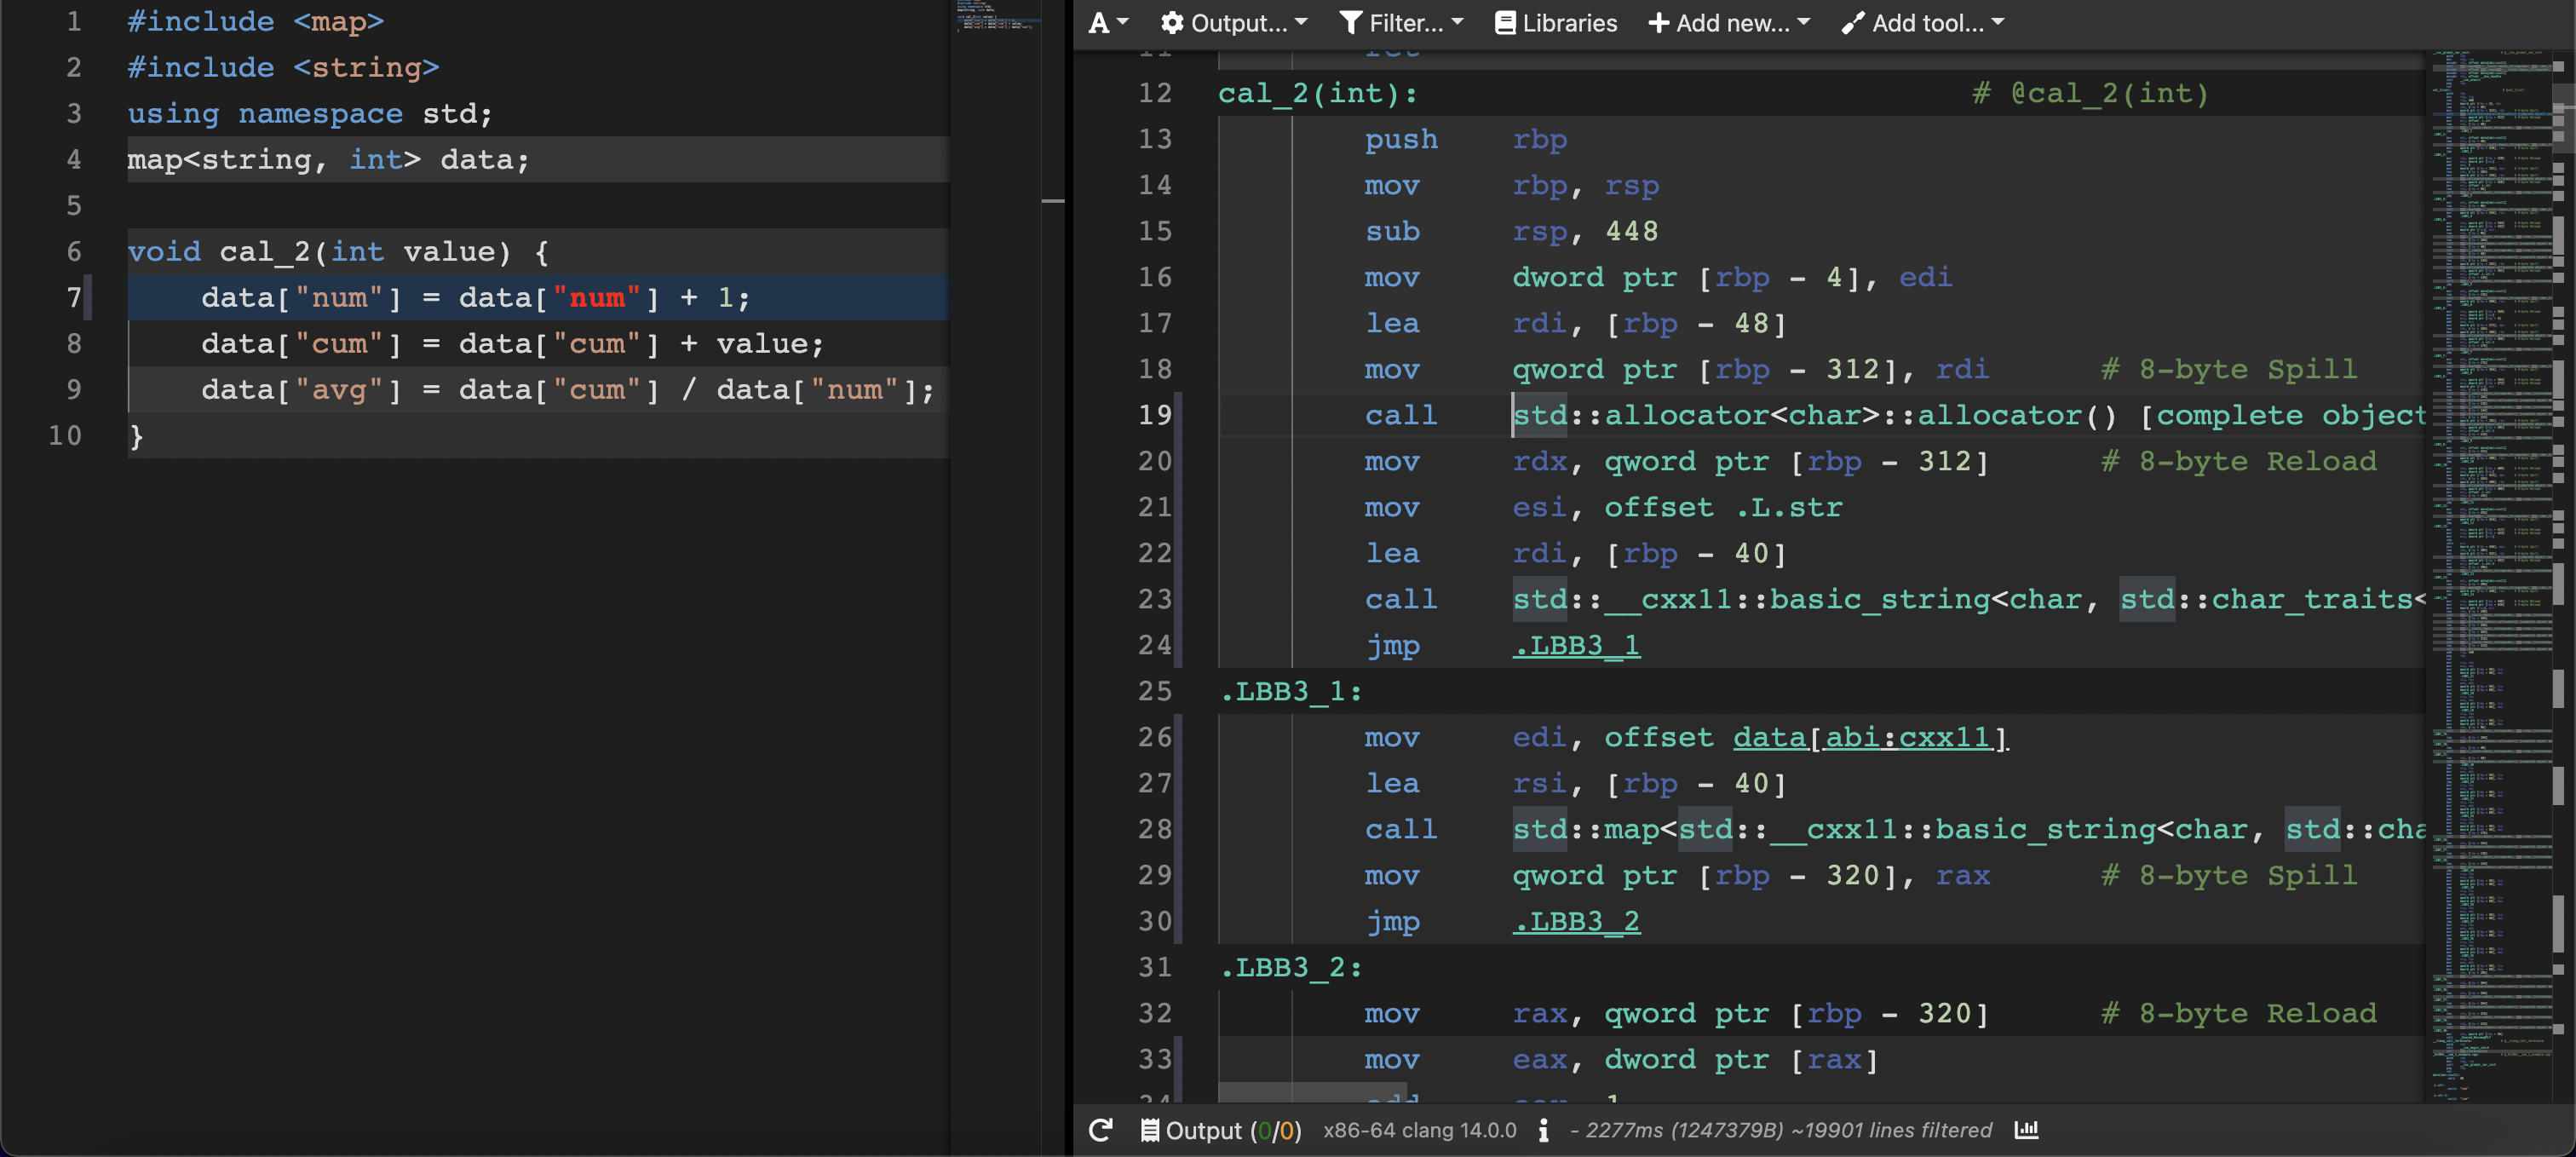 1 #include <map>
2 #include <string>
3 using namespace std;
4 map<string, int> data;
5
6 void cal_2(int value) {
7     data["num"] = data["num"] + 1;
8     data["cum"] = data["cum"] + value;
9     data["avg"] = data["cum"] / data["num"];
10 }
A Output... Filter... Libraries Add new... Add tool...
11 ret
12 cal_2(int): # @cal_2(int)
13 push rbp
14 mov rbp, rsp
15 sub rsp, 448
16 mov dword ptr [rbp - 4], edi
17 lea rdi, [rbp - 48]
18 mov qword ptr [rbp - 312], rdi # 8-byte Spill
19 call std::allocator<char>::allocator() [complete object
20 mov rdx, qword ptr [rbp - 312] # 8-byte Reload
21 mov esi, offset .L.str
22 lea rdi, [rbp - 40]
23 call std::__cxx11::basic_string<char, std::char_traits<
24 jmp .LBB3_1
25 .LBB3_1:
26 mov edi, offset data[abi:cxx11]
27 lea rsi, [rbp - 40]
28 call std::map<std::__cxx11::basic_string<char, std::cha
29 mov qword ptr [rbp - 320], rax # 8-byte Spill
30 jmp .LBB3_2
31 .LBB3_2:
32 mov rax, qword ptr [rbp - 320] # 8-byte Reload
33 mov eax, dword ptr [rax]
34 add eax, 1
Output (0/0) x86-64 clang 14.0.0 i - 2277ms (1247379B) ~19901 lines filtered